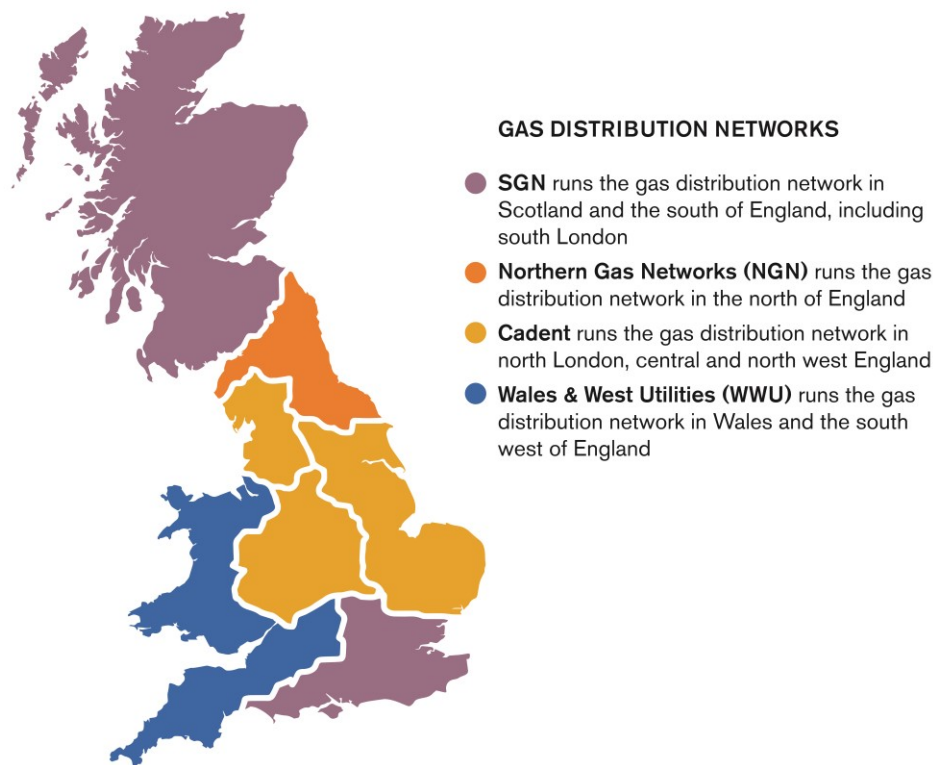 GAS DISTRIBUTION NETWORKS
SGN runs the gas distribution network in
Scotland and the south of England, including
south London
Northern Gas Networks (NGN) runs the gas
distribution network in the north of England
Cadent runs the gas distribution network in
north London, central and north west England
Wales & West Utilities (WWU) runs the gas
distribution network in Wales and the south
west of England